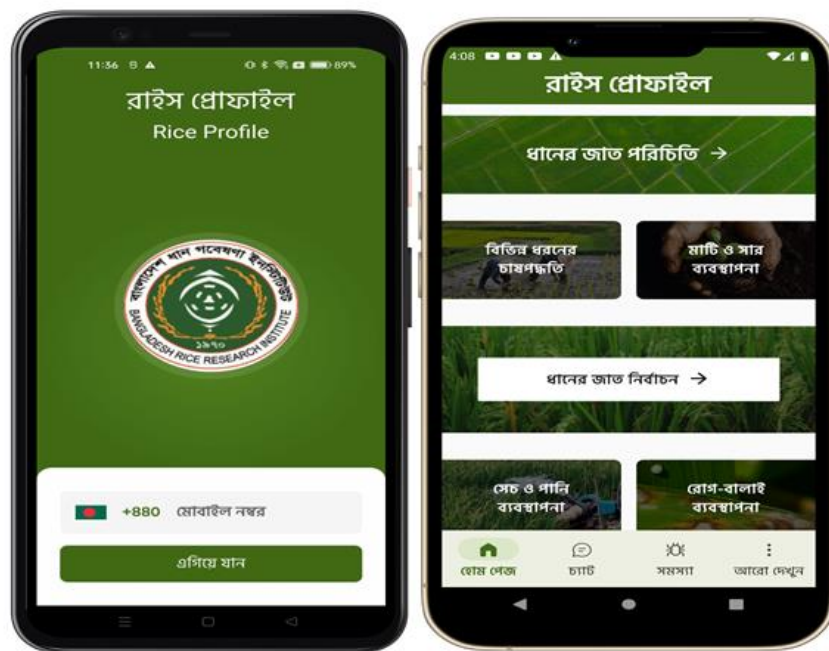 11:36
89%
রাইস প্রোফাইল
Rice Profile
বাংলাদেশ ধান গবেষণা ইনস্টিটিউট
১৯৭০
BANGLADESH RICE RESEARCH INSTITUTE
+880 মোবাইল নম্বর
এগিয়ে যান
4:08
রাইস প্রোফাইল
ধানের জাত পরিচিতি →
বিভিন্ন ধরনের
চাষপদ্ধতি
মাটি ও সার
ব্যবস্থাপনা
ধানের জাত নির্বাচন →
সেচ ও পানি
ব্যবস্থাপনা
রোগ-বালাই
ব্যবস্থাপনা
হোম পেজ
চ্যাট
সমস্যা
আরো দেখুন